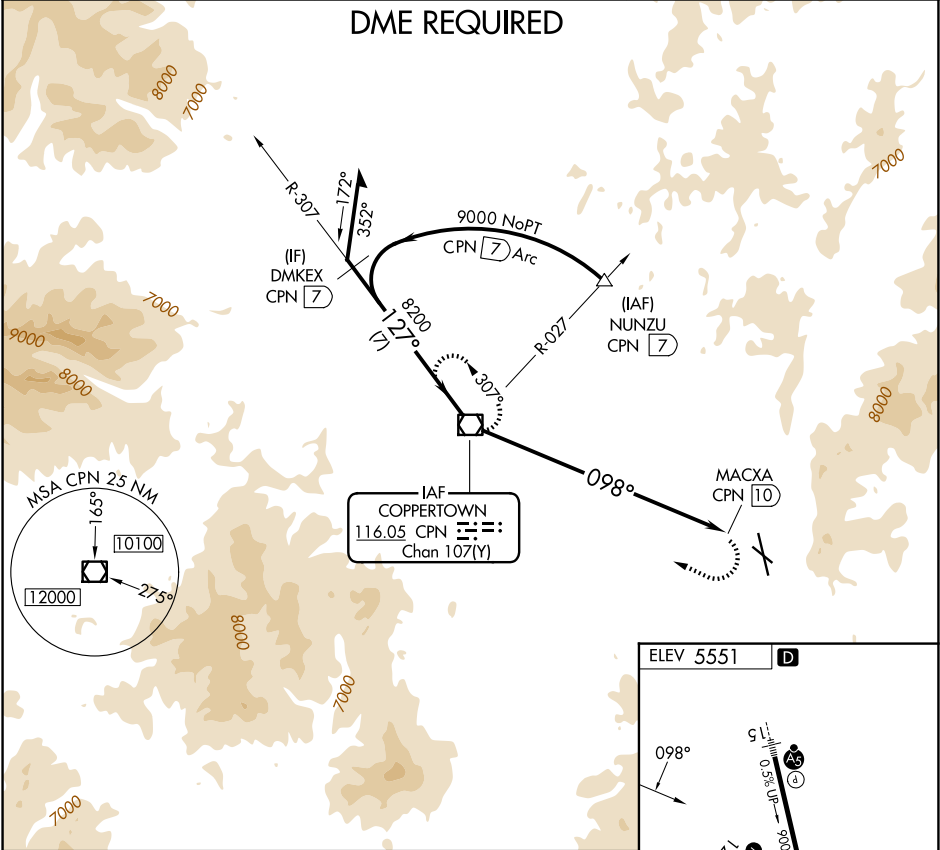 DME REQUIRED
8000
7000
7000
R-307
172°
352°
9000 NoPT
CPN 7 Arc
(IF)
DMKEX
CPN 7
(IAF)
NUNZU
CPN 7
7000
8200
127°
(7)
R-027
9000
8000
307°
8000
098°
MACXA
CPN 10
MSA CPN 25 NM
165°
10100
12000
275°
IAF
COPPERTOWN
116.05 CPN
Chan 107(Y)
8000
7000
7000
ELEV 5551 D
098°
15
A5
P
0.5% UP